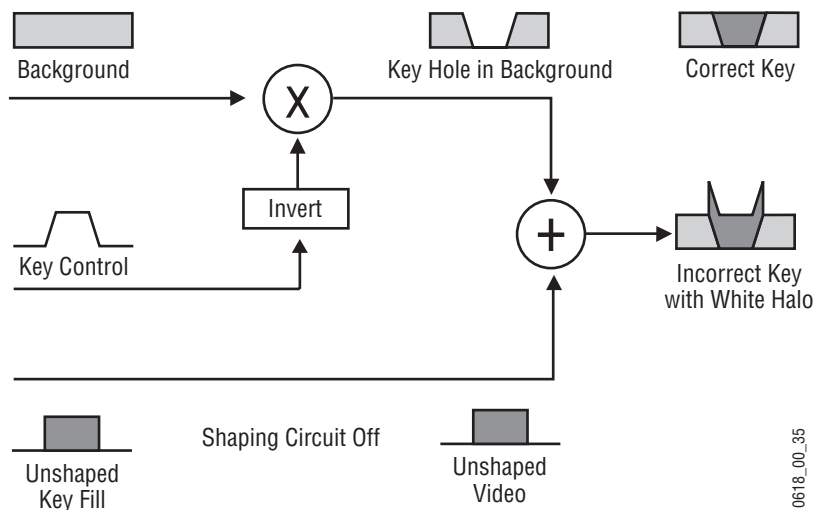 Background
Key Hole in Background
Correct Key
X
Invert
Key Control
+
Incorrect Key
with White Halo
Shaping Circuit Off
Unshaped
Key Fill
Unshaped
Video
0618_00_35